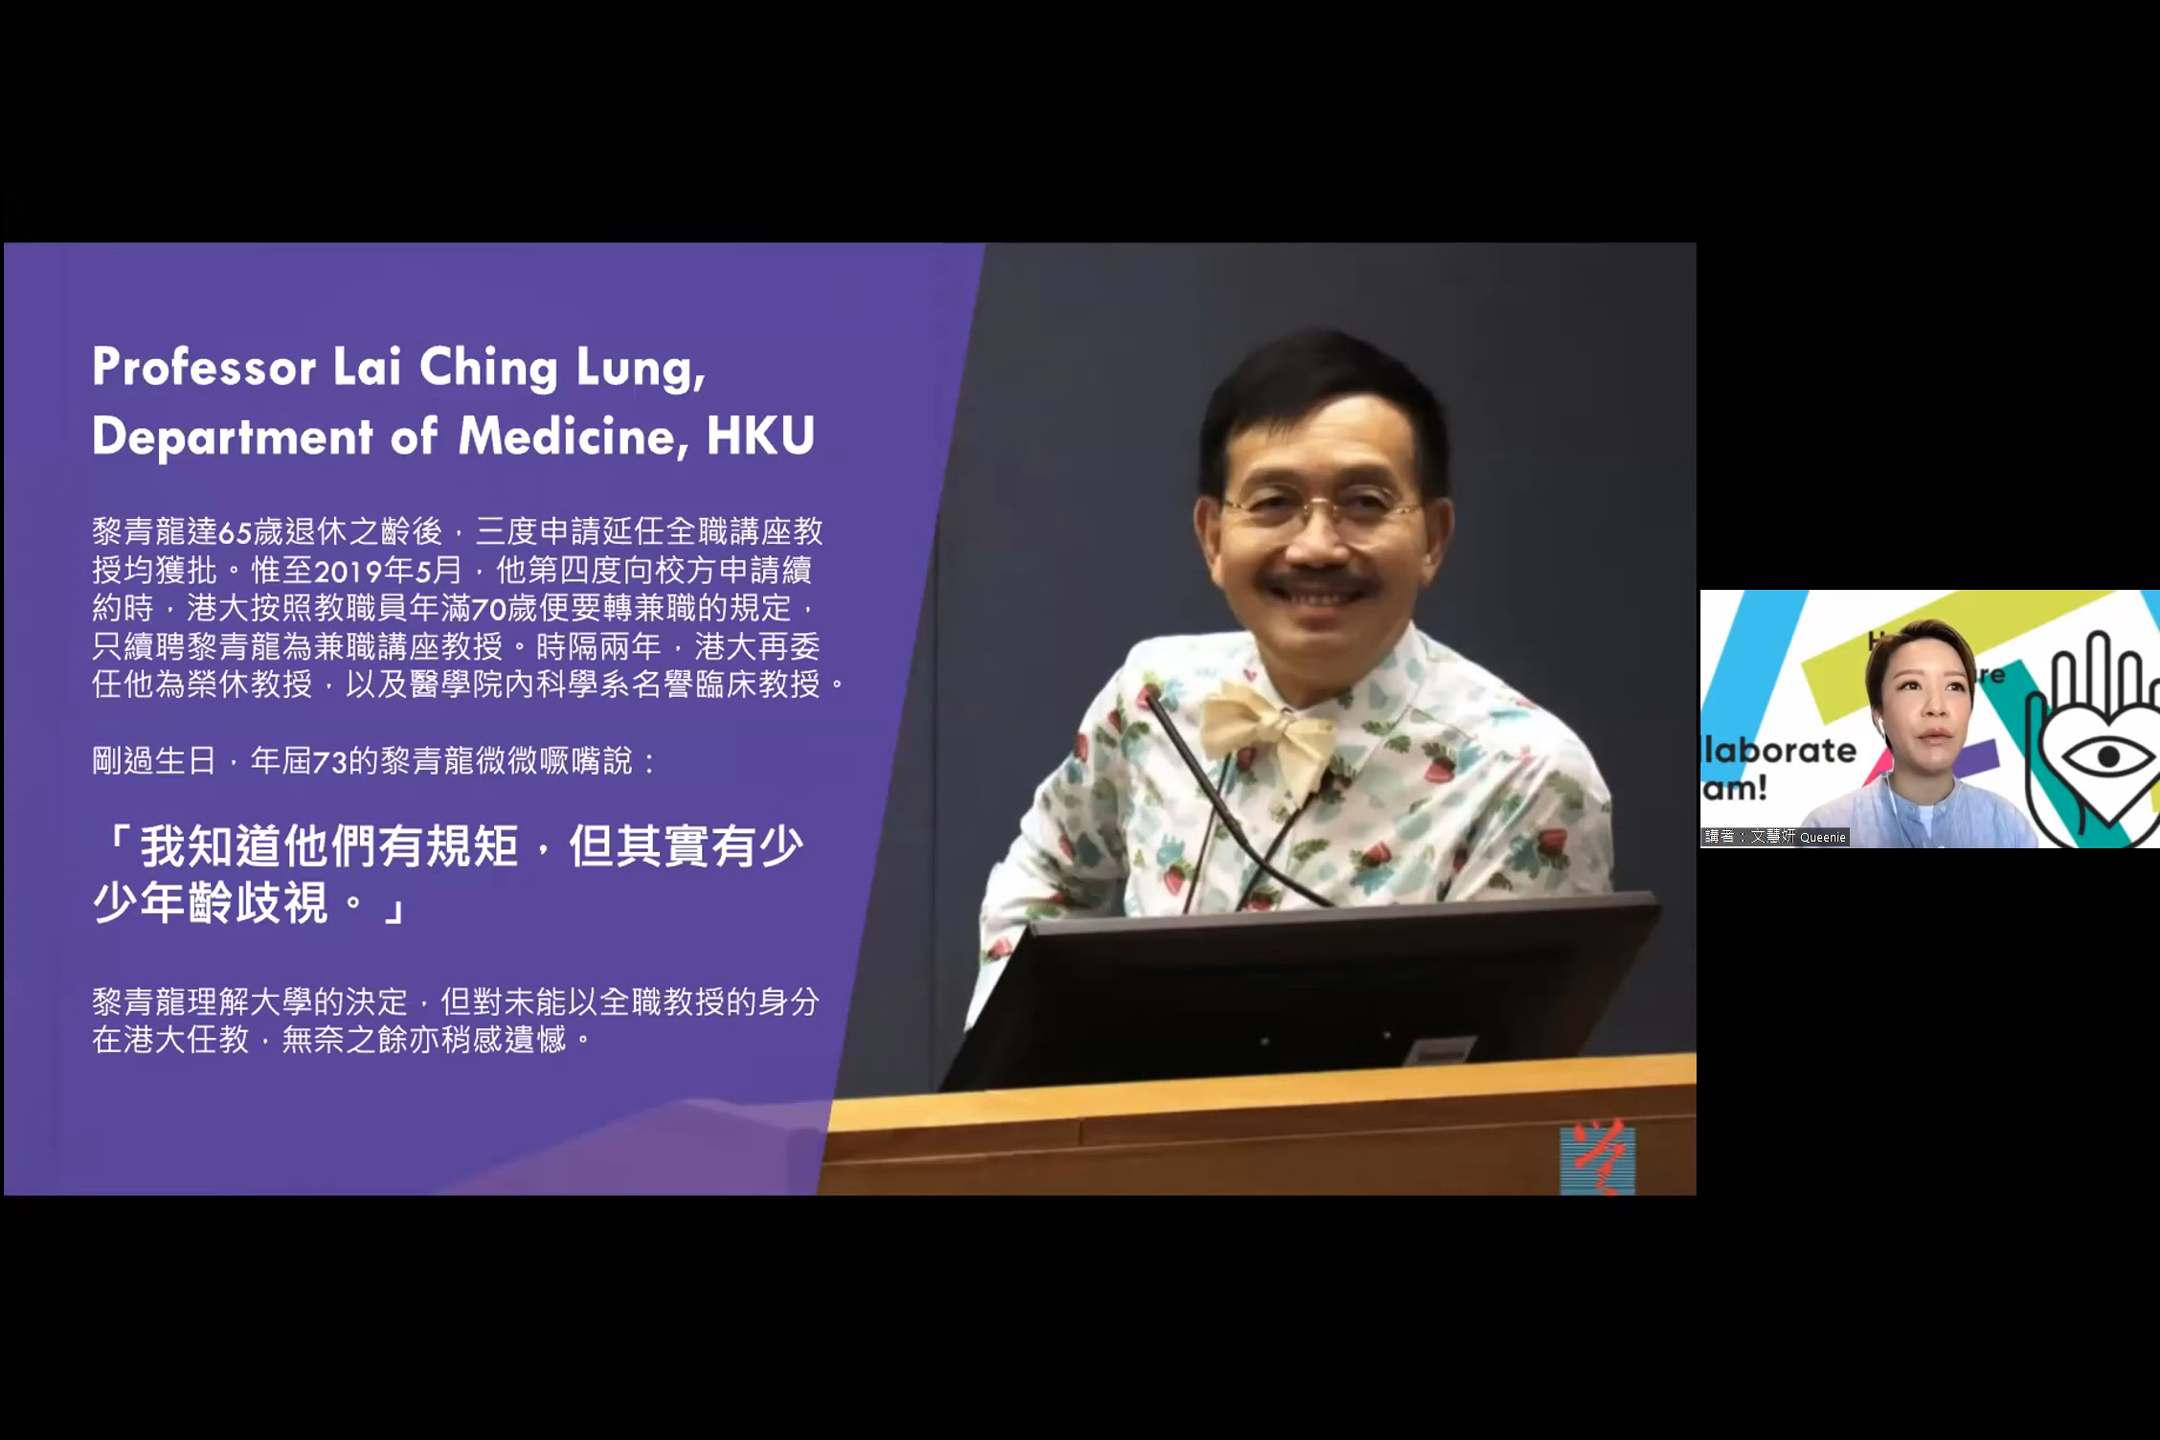 Professor Lai Ching Lung,
Department of Medicine, HKU
黎青龍達65歲退休之齡後，三度申請延任全職講座教
授均獲批。惟至2019年5月，他第四度向校方申請續
約時，港大按照教職員年滿70歲便要轉兼職的規定，
只續聘黎青龍為兼職講座教授。時隔兩年，港大再委
任他為榮休教授，以及醫學院內科學系名譽臨床教授。
剛過生日，年屆73的黎青龍微微噘嘴說：
「我知道他們有規矩，但其實有少
少年齡歧視。」
黎青龍理解大學的決定，但對未能以全職教授的身分
在港大任教，無奈之餘亦稍感遺憾。
llaborate
am!
講者：文慧妍 Queenie